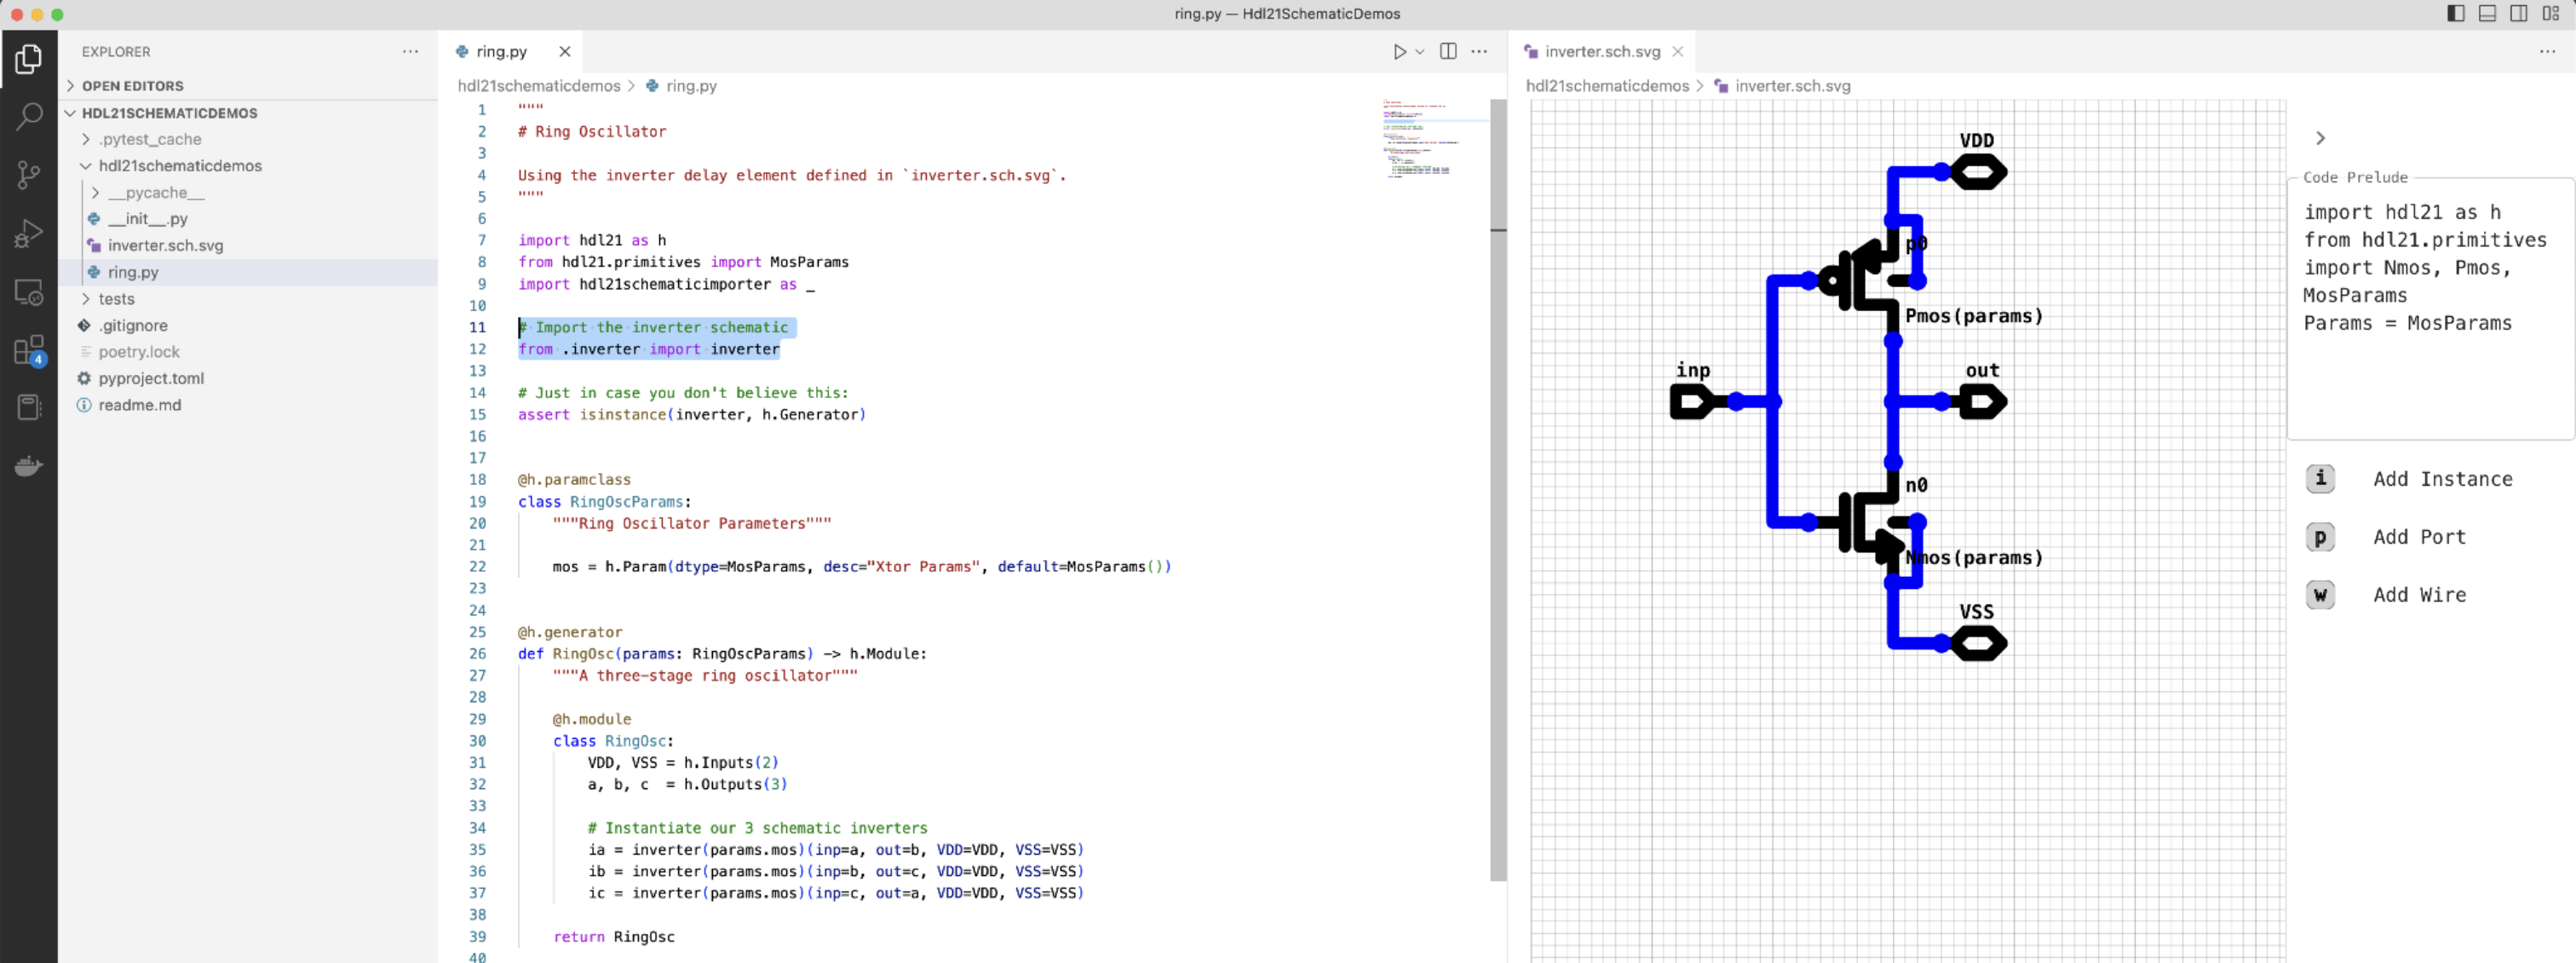 ring.py — Hdl21SchematicDemos
EXPLORER
OPEN EDITORS
HDL21SCHEMATICDEMOS
.pytest_cache
hdl21schematicdemos
__pycache__
__init__.py
inverter.sch.svg
ring.py
tests
.gitignore
poetry.lock
pyproject.toml
readme.md
4
ring.py
hdl21schematicdemos > ring.py
1 """
2 # Ring Oscillator
3
4 Using the inverter delay element defined in `inverter.sch.svg`.
5 """
6
7 import hdl21 as h
8 from hdl21.primitives import MosParams
9 import hdl21schematicimporter as _
10
11 # Import the inverter schematic
12 from .inverter import inverter
13
14 # Just in case you don't believe this:
15 assert isinstance(inverter, h.Generator)
16
17
18 @h.paramclass
19 class RingOscParams:
20 """Ring Oscillator Parameters"""
21
22 mos = h.Param(dtype=MosParams, desc="Xtor Params", default=MosParams())
23
24
25 @h.generator
26 def RingOsc(params: RingOscParams) -> h.Module:
27 """A three-stage ring oscillator"""
28
29 @h.module
30 class RingOsc:
31 VDD, VSS = h.Inputs(2)
32 a, b, c  = h.Outputs(3)
33
34 # Instantiate our 3 schematic inverters
35 ia = inverter(params.mos)(inp=a, out=b, VDD=VDD, VSS=VSS)
36 ib = inverter(params.mos)(inp=b, out=c, VDD=VDD, VSS=VSS)
37 ic = inverter(params.mos)(inp=c, out=a, VDD=VDD, VSS=VSS)
38
39 return RingOsc
40
inverter.sch.svg
hdl21schematicdemos > inverter.sch.svg
VDD
p0
Pmos(params)
inp
out
n0
Nmos(params)
VSS
Code Prelude
import hdl21 as h
from hdl21.primitives
import Nmos, Pmos,
MosParams
Params = MosParams
i Add Instance
p Add Port
w Add Wire